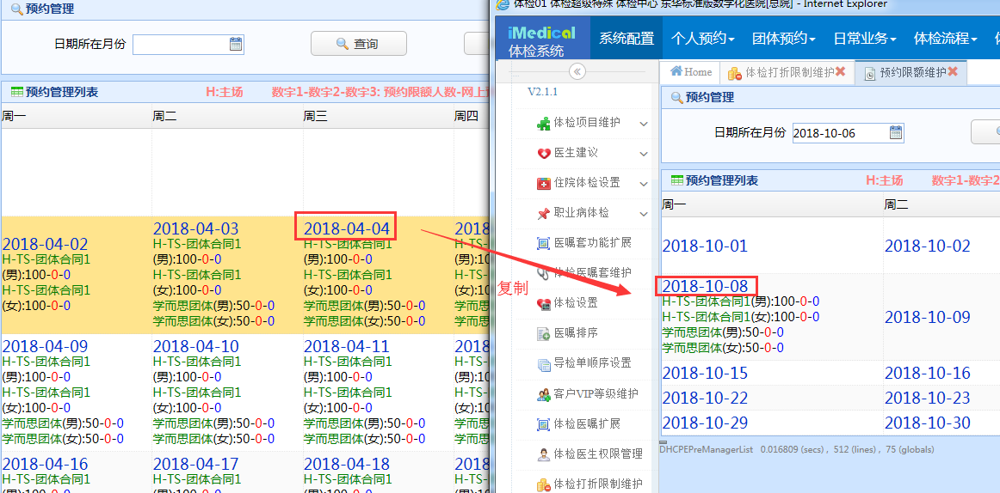 预约管理
日期所在月份
查询
预约管理列表 H:主场 数字1-数字2-数字3: 预约限额人数-网上
周一 周二 周三 周四
2018-04-02
H-TS-团体合同1
(男):100-0-0
H-TS-团体合同1
(女):100-0-0
2018-04-03
H-TS-团体合同1
(男):100-0-0
H-TS-团体合同1
(女):100-0-0
学而思团体(男):50-0-0
学而思团体(女):50-0-0
2018-04-04
H-TS-团体合同1
(男):100-0-0
H-TS-团体合同1
(女):100-0-0
学而思团体(男):50-0-0
学而思团体(女):50-0-0
2018
H-TS-
(男):10
H-TS-
(女):10
学而思
学而思
2018-04-09
H-TS-团体合同1
(男):100-0-0
H-TS-团体合同1
(女):100-0-0
学而思团体(男):50-0-0
学而思团体(女):50-0-0
2018-04-10
H-TS-团体合同1
(男):100-0-0
H-TS-团体合同1
(女):100-0-0
学而思团体(男):50-0-0
学而思团体(女):50-0-0
2018-04-11
H-TS-团体合同1
(男):100-0-0
H-TS-团体合同1
(女):100-0-0
学而思团体(男):50-0-0
学而思团体(女):50-0-0
2018
H-TS-
(男):10
H-TS-
(女):10
学而思
学而思
2018-04-16
H-TS-团体合同1
(男):100-0-0
2018-04-17
H-TS-团体合同1
(男):100-0-0
2018-04-18
H-TS-团体合同1
(男):100-0-0
2018
H-TS-
复制
体检01 体检超级特殊 体检中心 东华标准版数字化医院[总院] - Internet Explorer
iMedical
体检系统
系统配置 个人预约 团体预约 日常业务 体检流程
V2.1.1
体检项目维护
医生建议
住院体检设置
职业病体检
医嘱套功能扩展
体检医嘱套维护
体检设置
医嘱排序
导检单顺序设置
客户VIP等级维护
体检医嘱扩展
体检医生权限管理
体检打折限制维护
Home 体检打折限制维护 预约限额维护
预约管理
日期所在月份 2018-10-06
预约管理列表 H:主场 数字1-数字2
周一 周二
2018-10-01 2018-10-02
2018-10-08
H-TS-团体合同1(男):100-0-0
H-TS-团体合同1(女):100-0-0
学而思团体(男):50-0-0
学而思团体(女):50-0-0
2018-10-09
2018-10-15 2018-10-16
2018-10-22 2018-10-23
2018-10-29 2018-10-30
DHCPEPreManagerList 0.016809 (secs) , 512 (lines) , 75 (globals)